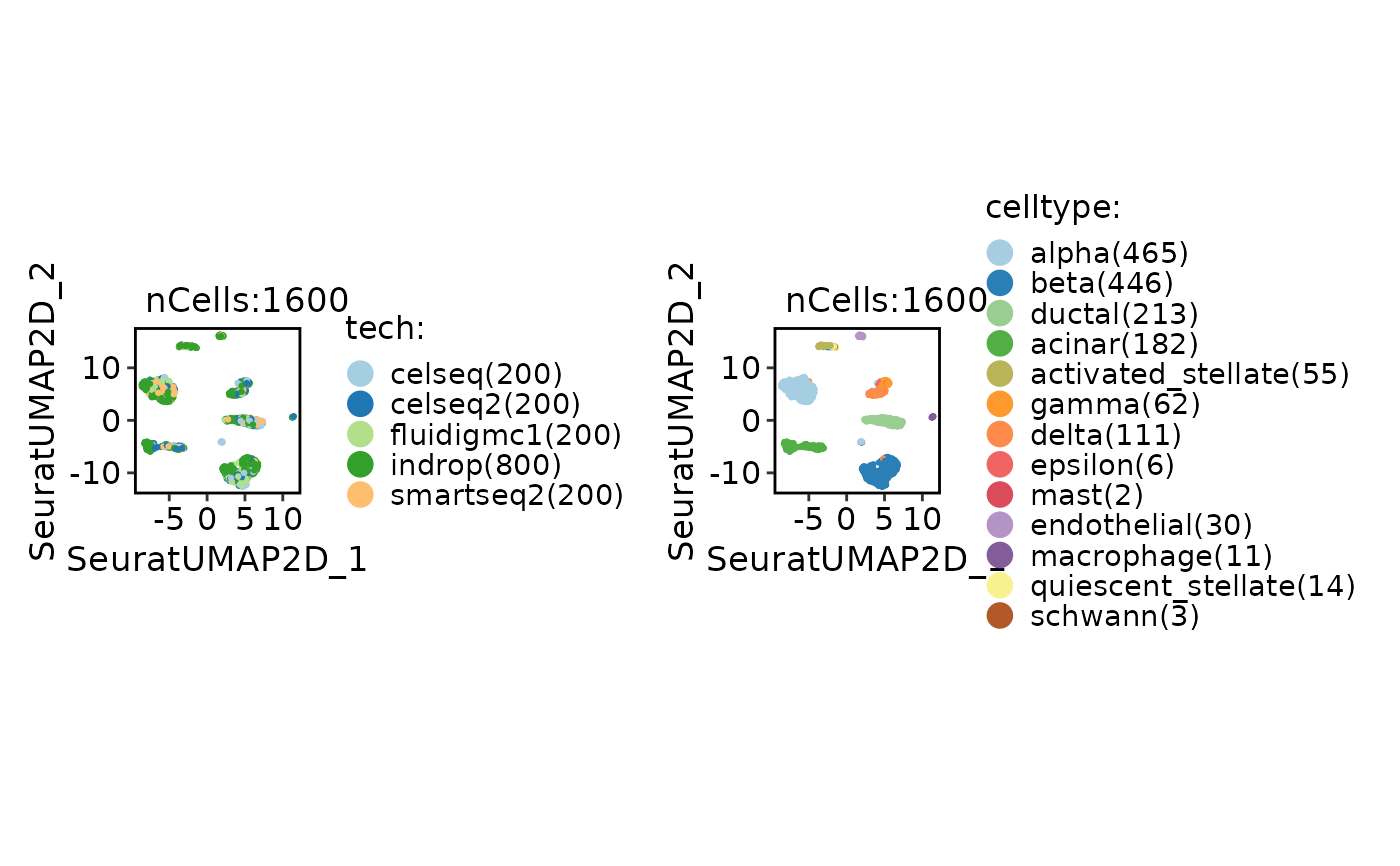 nCells:1600
SeuratUMAP2D_2
10
0
-10
-5 0 5 10
SeuratUMAP2D_1
tech:
celseq(200)
celseq2(200)
fluidigmc1(200)
indrop(800)
smartseq2(200)
nCells:1600
SeuratUMAP2D_2
10
0
-10
-5 0 5 10
SeuratUMAP2D_
celltype:
alpha(465)
beta(446)
ductal(213)
acinar(182)
activated_stellate(55)
gamma(62)
delta(111)
epsilon(6)
mast(2)
endothelial(30)
macrophage(11)
quiescent_stellate(14)
schwann(3)